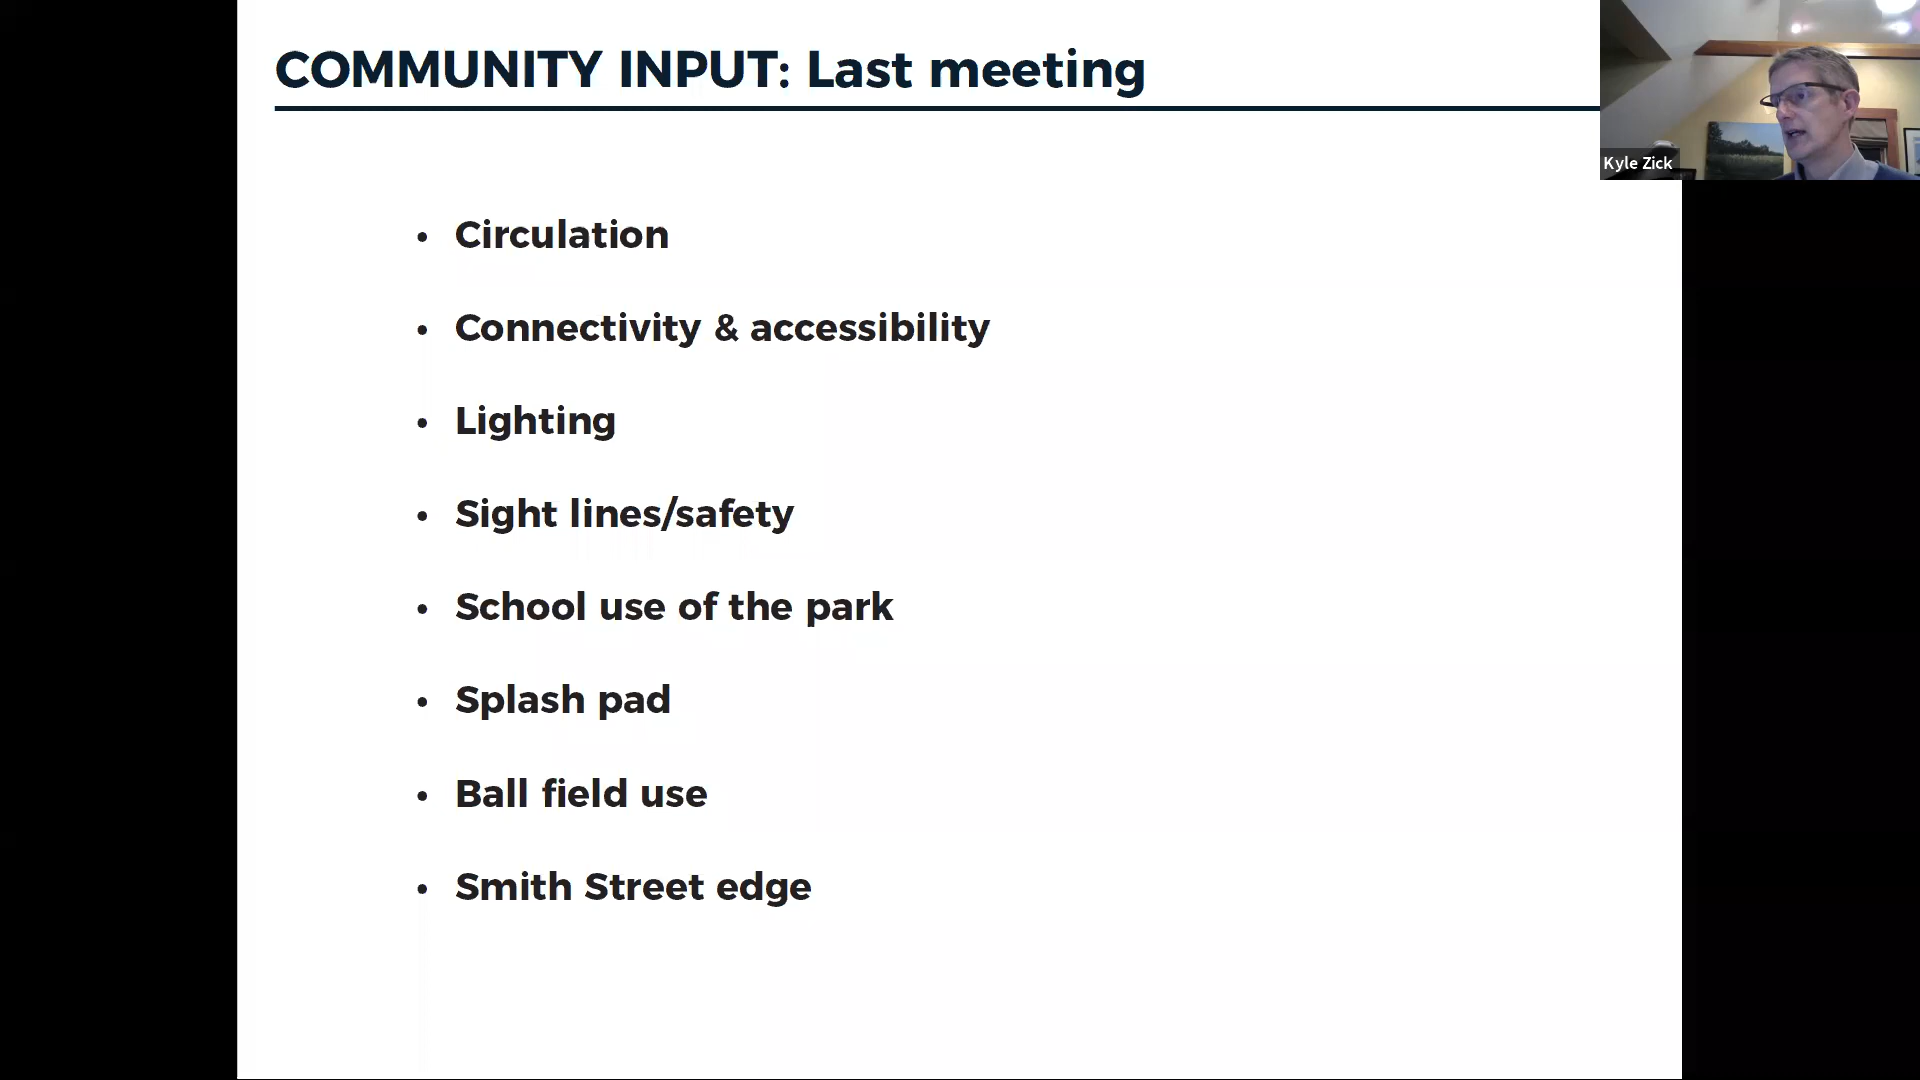 COMMUNITY INPUT: Last meeting
Kyle Zick
• Circulation
• Connectivity & accessibility
• Lighting
• Sight lines/safety
• School use of the park
• Splash pad
• Ball field use
• Smith Street edge